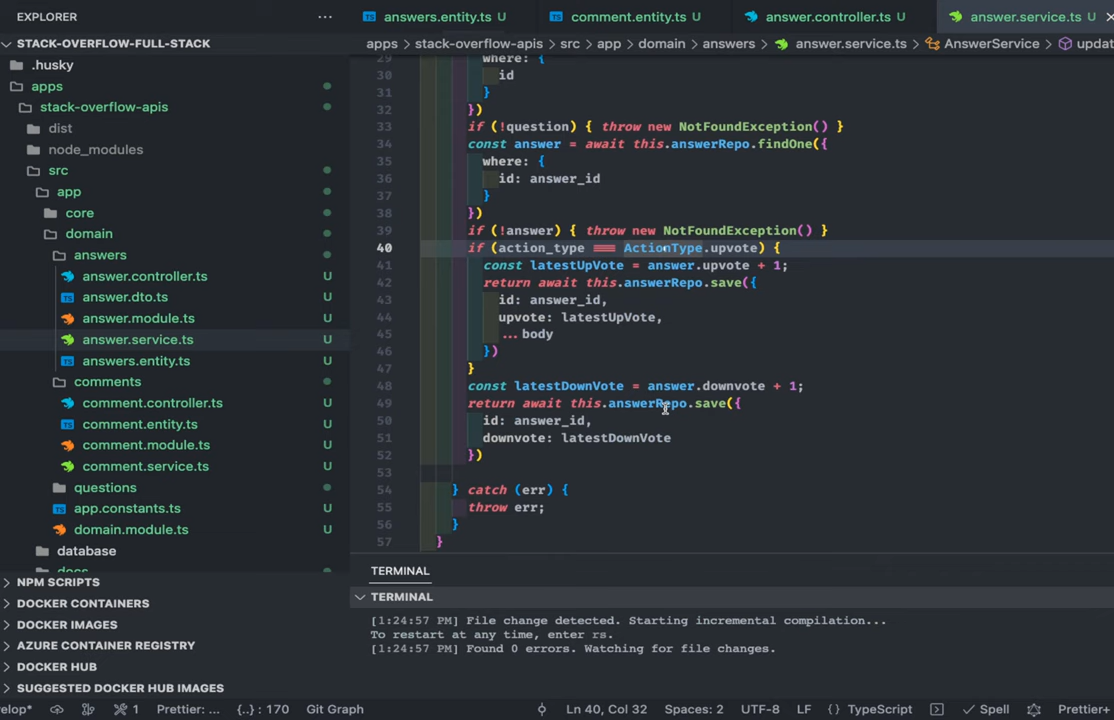 EXPLORER
answers.entity.ts U
comment.entity.ts U
answer.controller.ts U
answer.service.ts U
STACK-OVERFLOW-FULL-STACK
apps > stack-overflow-apis > src > app > domain > answers > answer.service.ts > AnswerService > updat
.husky
apps
stack-overflow-apis
dist
node_modules
src
app
core
domain
answers
answer.controller.ts U
answer.dto.ts U
answer.module.ts U
answer.service.ts U
answers.entity.ts U
comments
comment.controller.ts U
comment.entity.ts U
comment.module.ts U
comment.service.ts U
questions
app.constants.ts U
domain.module.ts U
database
docs
NPM SCRIPTS
DOCKER CONTAINERS
DOCKER IMAGES
AZURE CONTAINER REGISTRY
DOCKER HUB
SUGGESTED DOCKER HUB IMAGES
29 where: {
30 id
31 }
32 })
33 if (!question) { throw new NotFoundException() }
34 const answer = await this.answerRepo.findOne({
35 where: {
36 id: answer_id
37 }
38 })
39 if (!answer) { throw new NotFoundException() }
40 if (action_type === ActionType.upvote) {
41 const latestUpVote = answer.upvote + 1;
42 return await this.answerRepo.save({
43 id: answer_id,
44 upvote: latestUpVote,
45 ... body
46 })
47 }
48 const latestDownVote = answer.downvote + 1;
49 return await this.answerRepo.save({
50 id: answer_id,
51 downvote: latestDownVote
52 })
53
54 } catch (err) {
55 throw err;
56 }
57 }
TERMINAL
TERMINAL
[1:24:57 PM] File change detected. Starting incremental compilation...
To restart at any time, enter rs.
[1:24:57 PM] Found 0 errors. Watching for file changes.
velop* 1 Prettier: ... {..} : 170 Git Graph Ln 40, Col 32 Spaces: 2 UTF-8 LF {} TypeScript Spell Prettier+